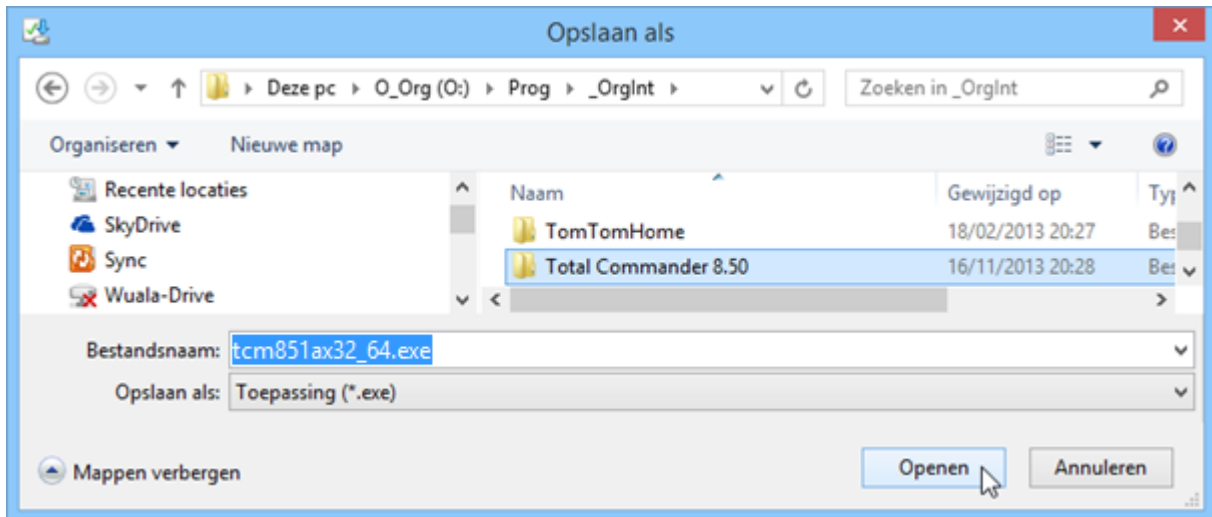 Opslaan als
Deze pc O_Org (O:) Prog _OrgInt Zoeken in _OrgInt
Organiseren Nieuwe map
Recente locaties
SkyDrive
Sync
Wuala-Drive
Naam Gewijzigd op
TomTomHome 18/02/2013 20:27 Bes
Total Commander 8.50 16/11/2013 20:28 Bes
Bestandsnaam: tcm851ax32_64.exe
Opslaan als: Toepassing (*.exe)
Mappen verbergen Openen Annuleren